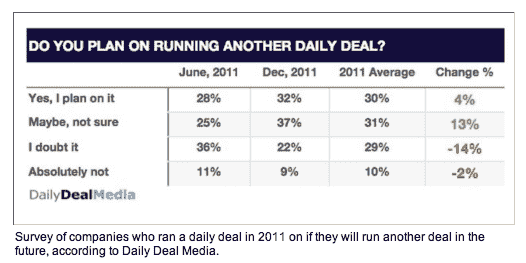 DO YOU PLAN ON RUNNING ANOTHER DAILY DEAL?
June, 2011 Dec, 2011 2011 Average Change %
Yes, I plan on it 28% 32% 30% 4%
Maybe, not sure 25% 37% 31% 13%
I doubt it 36% 22% 29% -14%
Absolutely not 11% 9% 10% -2%
DailyDealMedia
Survey of companies who ran a daily deal in 2011 on if they will run another deal in the
future, according to Daily Deal Media.